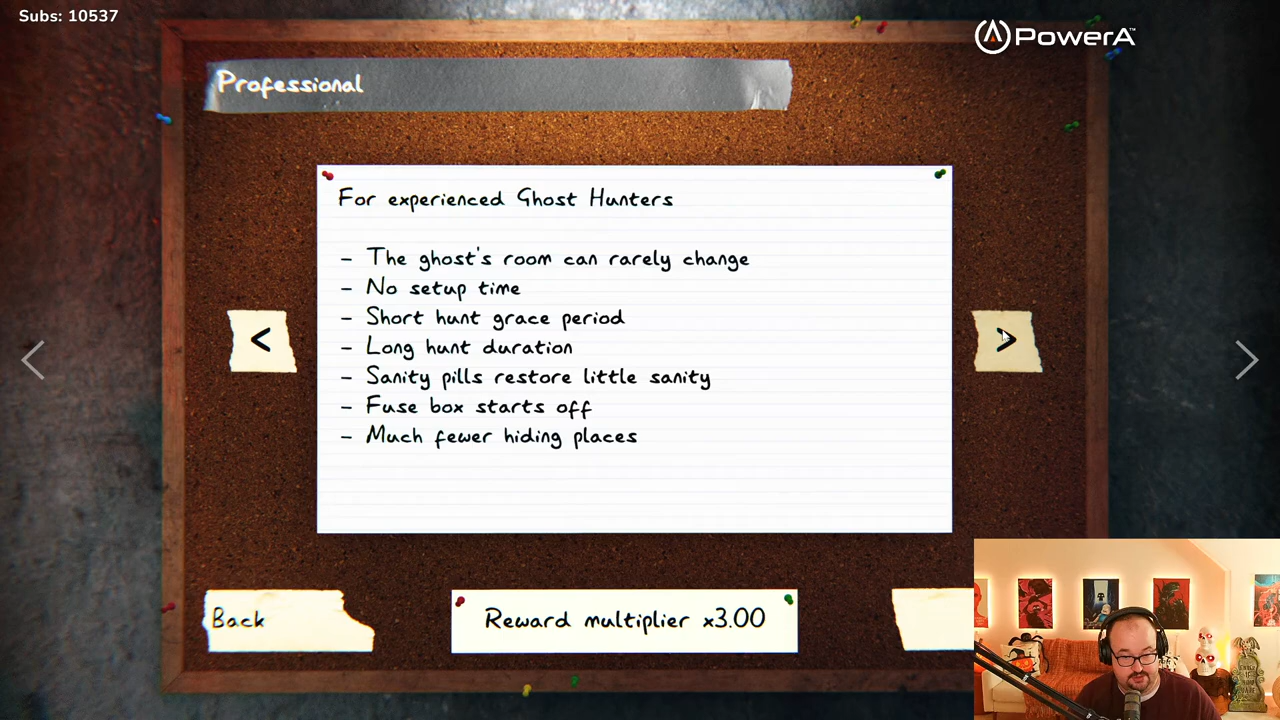 Subs: 10537
PowerA
Professional
For experienced Ghost Hunters
- The ghost's room can rarely change
- No setup time
- Short hunt grace period
- Long hunt duration
- Sanity pills restore little sanity
- Fuse box starts off
- Much fewer hiding places
<
>
Back
Reward multiplier x3.00